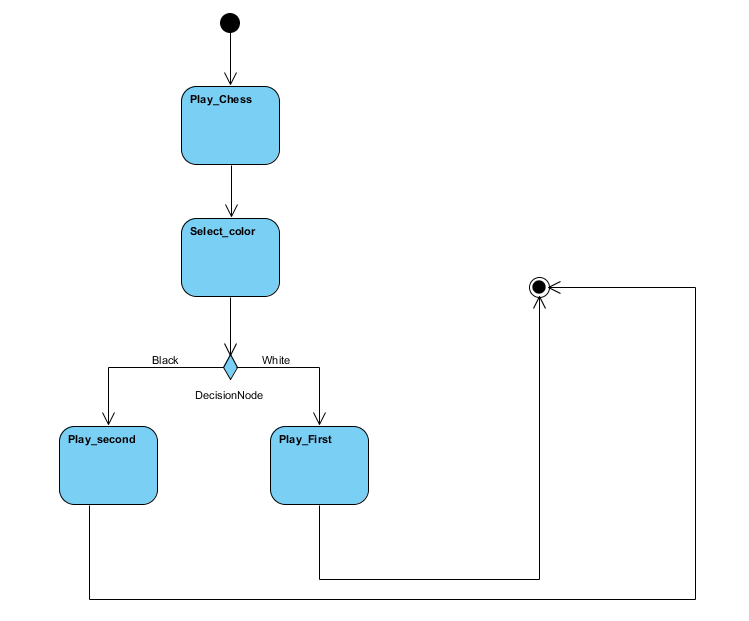 Play_Chess
Select_color
Black
White
DecisionNode
Play_second
Play_First